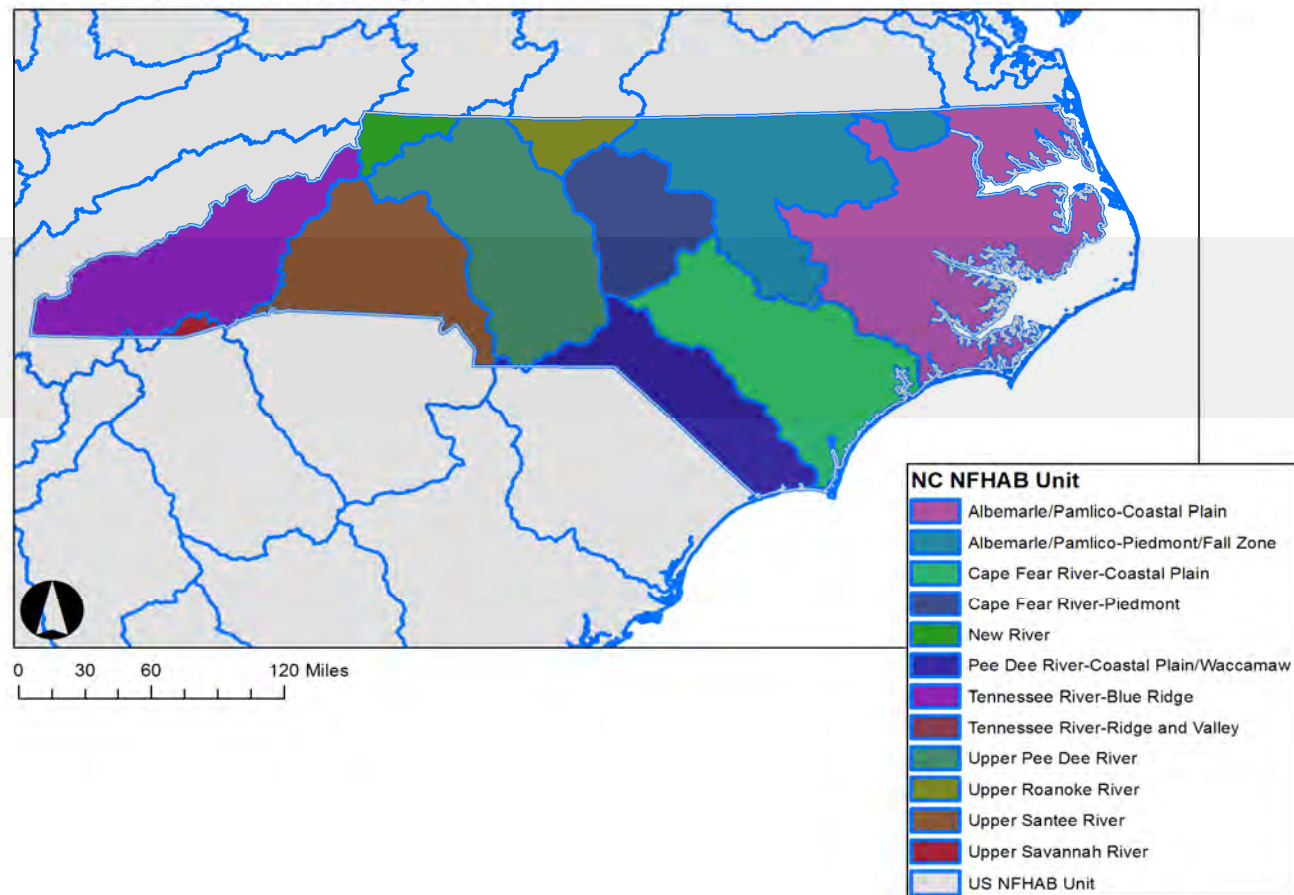 0 30 60 120 Miles
NC NFHAB Unit
Albemarle/Pamlico-Coastal Plain
Albemarle/Pamlico-Piedmont/Fall Zone
Cape Fear River-Coastal Plain
Cape Fear River-Piedmont
New River
Pee Dee River-Coastal Plain/Waccamaw
Tennessee River-Blue Ridge
Tennessee River-Ridge and Valley
Upper Pee Dee River
Upper Roanoke River
Upper Santee River
Upper Savannah River
US NFHAB Unit